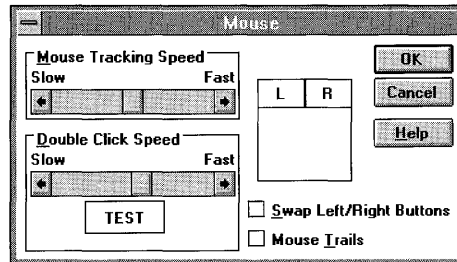 Mouse
Mouse Tracking Speed
Slow Fast
Double Click Speed
Slow Fast
TEST
L R
OK
Cancel
Help
Swap Left/Right Buttons
Mouse Trails